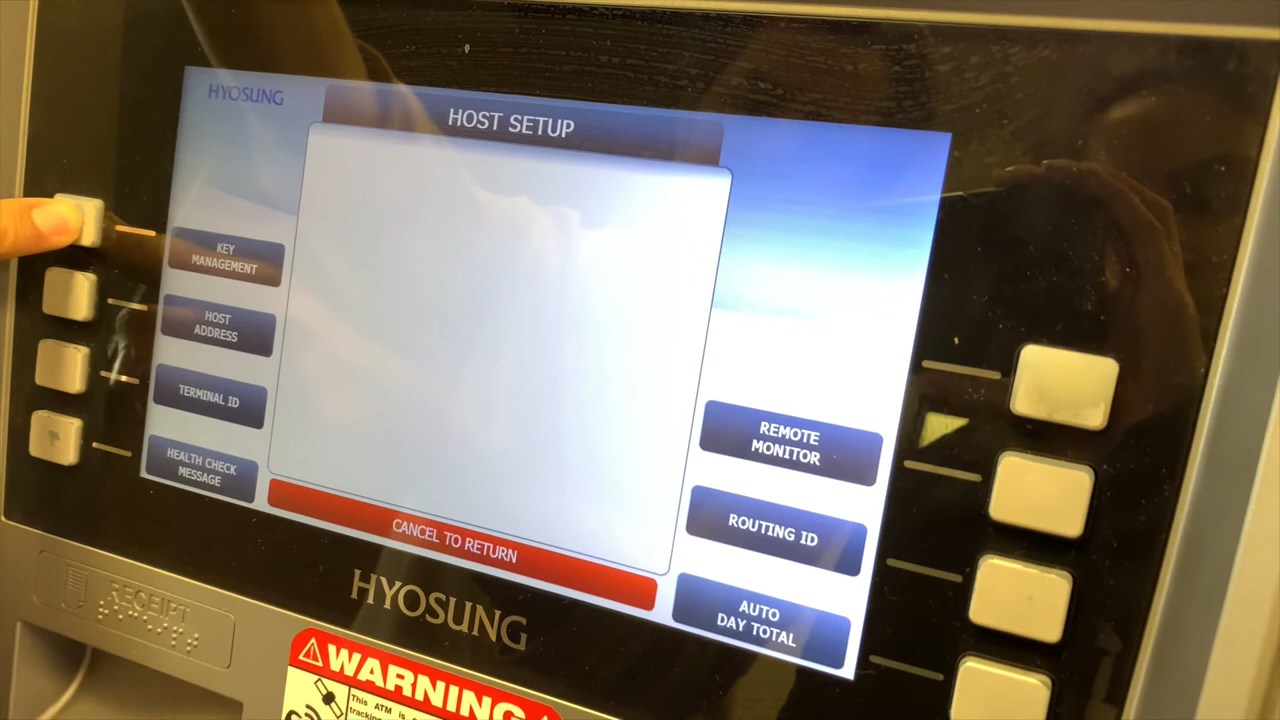 HYOSUNG
HOST SETUP
KEY
MANAGEMENT
HOST
ADDRESS
TERMINAL ID
HEALTH CHECK
MESSAGE
REMOTE
MONITOR
ROUTING ID
AUTO
DAY TOTAL
CANCEL TO RETURN
HYOSUNG
RECEIPT
WARNING
This ATM is